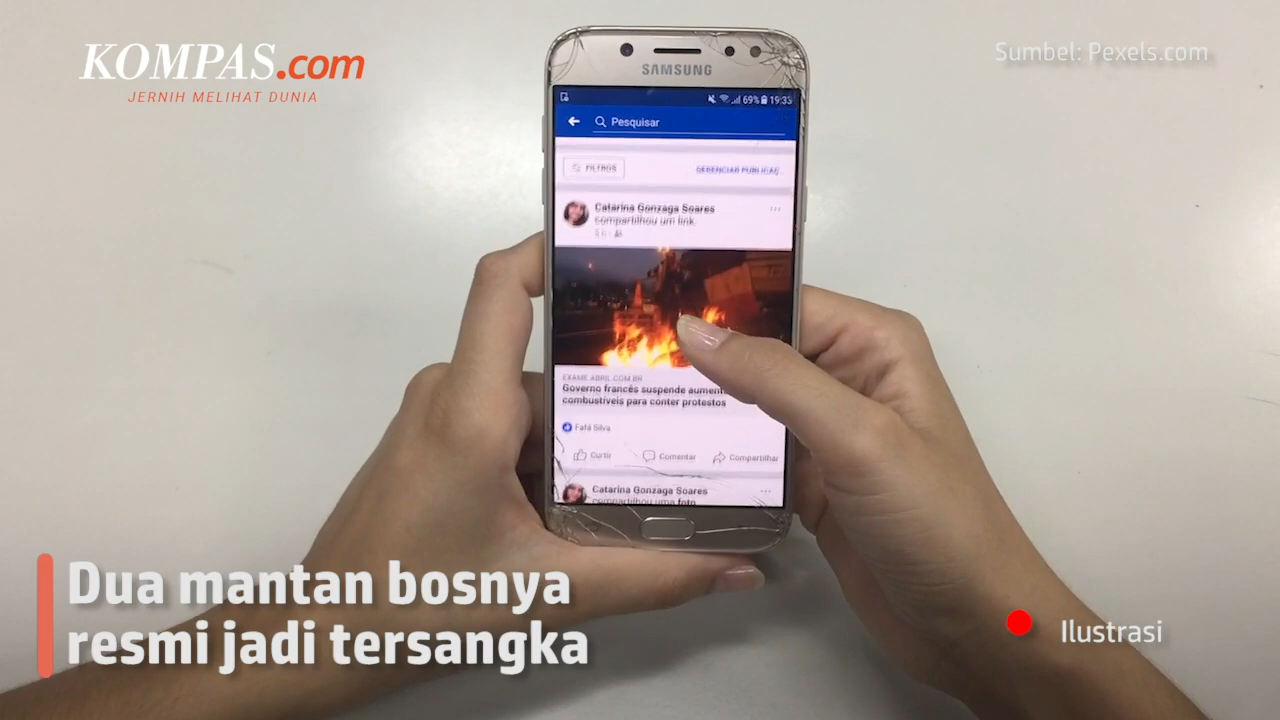 KOMPAS.com
JERNIH MELIHAT DUNIA
Sumbel: Pexels.com
SAMSUNG
69% 19:33
Pesquisar
FILTROS
GERENCIAR PUBLICAÇ
Catarina Gonzaga Soares
compartilhou um link.
EXAME.ABRIL.COM.BR
Governo francês suspende aument
combustíveis para conter protestos
Fafá Silva
Curtir Comentar Compartilhar
Catarina Gonzaga Soares
compartilhou uma foto
Dua mantan bosnya
resmi jadi tersangka
Ilustrasi